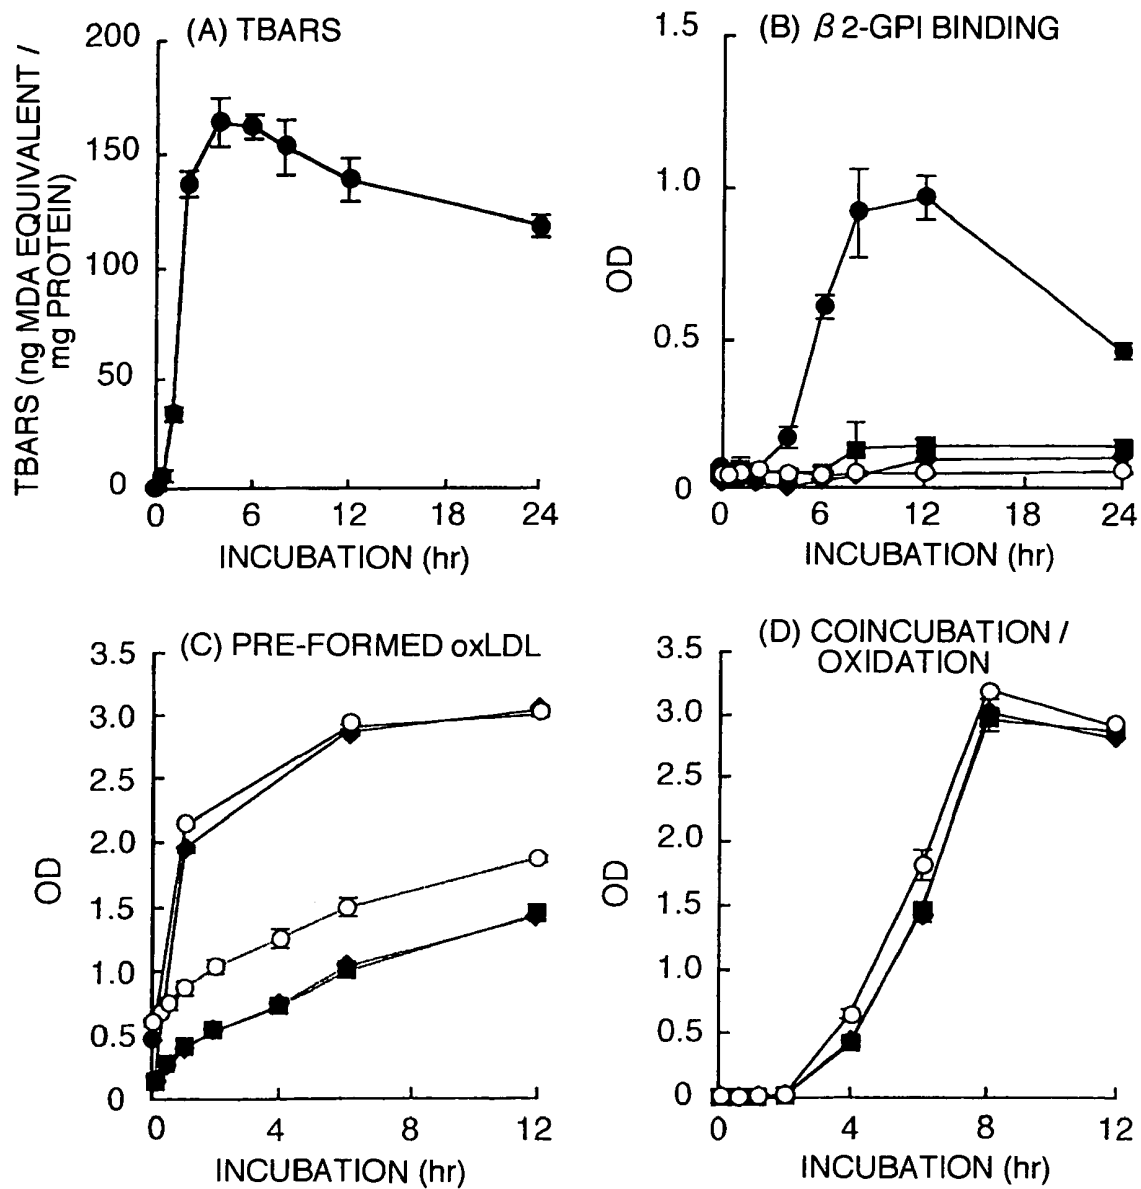 (A) TBARS
TBARS (ng MDA EQUIVALENT /
mg PROTEIN)
200
150
100
50
0
0 6 12 18 24
INCUBATION (hr)
(B) β2-GPI BINDING
OD
1.5
1.0
0.5
0
0 6 12 18 24
INCUBATION (hr)
(C) PRE-FORMED oxLDL
OD
3.5
3.0
2.5
2.0
1.5
1.0
0.5
0
0 4 8 12
INCUBATION (hr)
(D) COINCUBATION /
OXIDATION
OD
3.5
3.0
2.5
2.0
1.5
1.0
0.5
0
0 4 8 12
INCUBATION (hr)